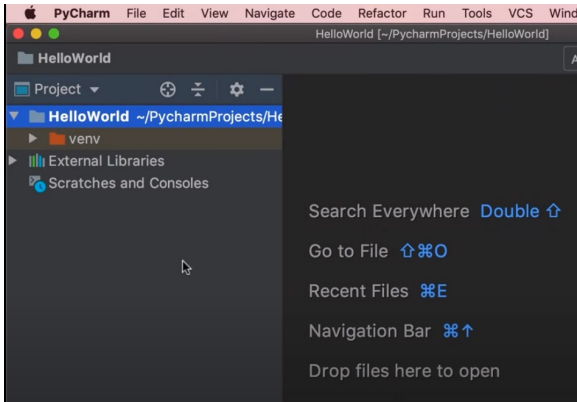 PyCharm File Edit View Navigate Code Refactor Run Tools VCS Wind
HelloWorld [~/PycharmProjects/HelloWorld]
HelloWorld
A
Project
HelloWorld ~/PycharmProjects/He
venv
External Libraries
Scratches and Consoles
Search Everywhere Double ⇧
Go to File ⇧⌘O
Recent Files ⌘E
Navigation Bar ⌘↑
Drop files here to open